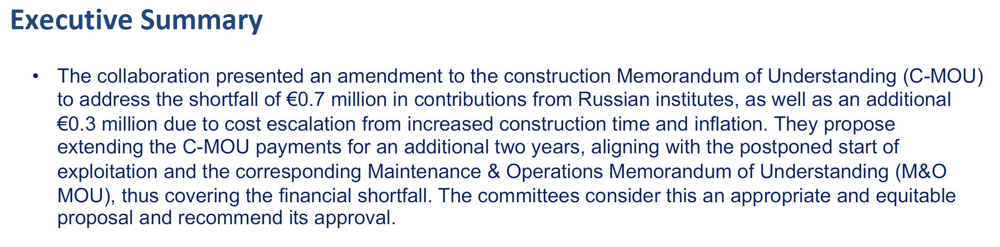 Executive Summary
• The collaboration presented an amendment to the construction Memorandum of Understanding (C-MOU)
to address the shortfall of €0.7 million in contributions from Russian institutes, as well as an additional
€0.3 million due to cost escalation from increased construction time and inflation. They propose
extending the C-MOU payments for an additional two years, aligning with the postponed start of
exploitation and the corresponding Maintenance & Operations Memorandum of Understanding (M&O
MOU), thus covering the financial shortfall. The committees consider this an appropriate and equitable
proposal and recommend its approval.